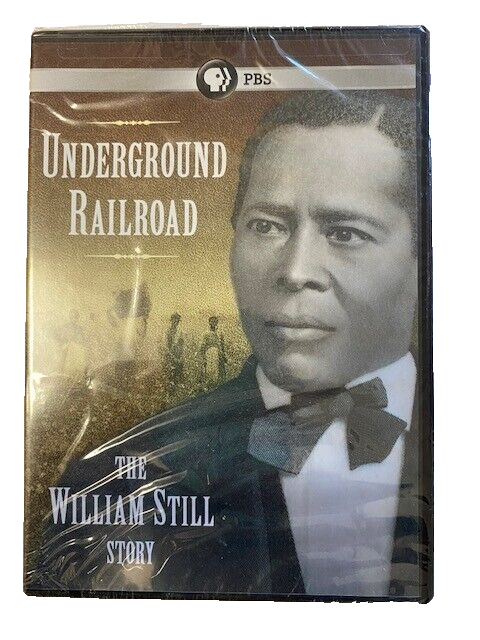 PBS
UNDERGROUND
RAILROAD
THE
WILLIAM STILL
STORY